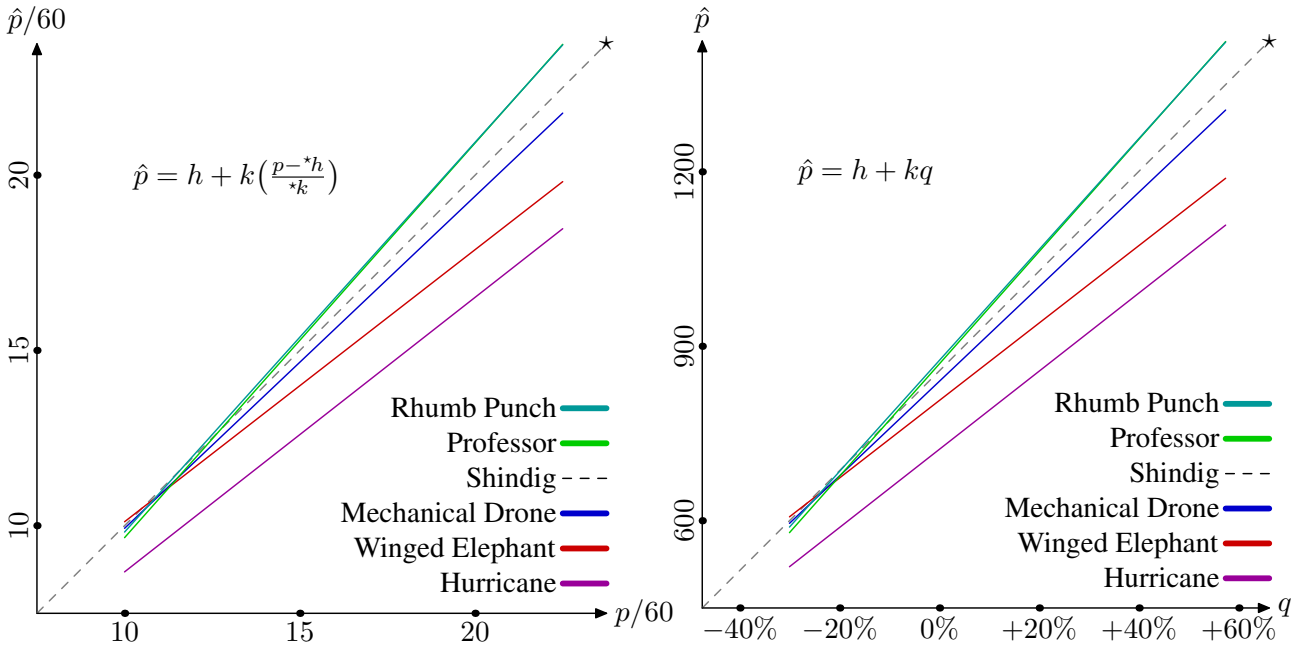 p̂/60
⋆
20
p̂ = h + k(p−⋆h / ⋆k)
15
Rhumb Punch
Professor
Shindig
Mechanical Drone
10
Winged Elephant
Hurricane
10 15 20 p/60
p̂
⋆
1200
p̂ = h + kq
900
Rhumb Punch
Professor
Shindig
600
Mechanical Drone
Winged Elephant
Hurricane
−40% −20% 0% +20% +40% +60% q